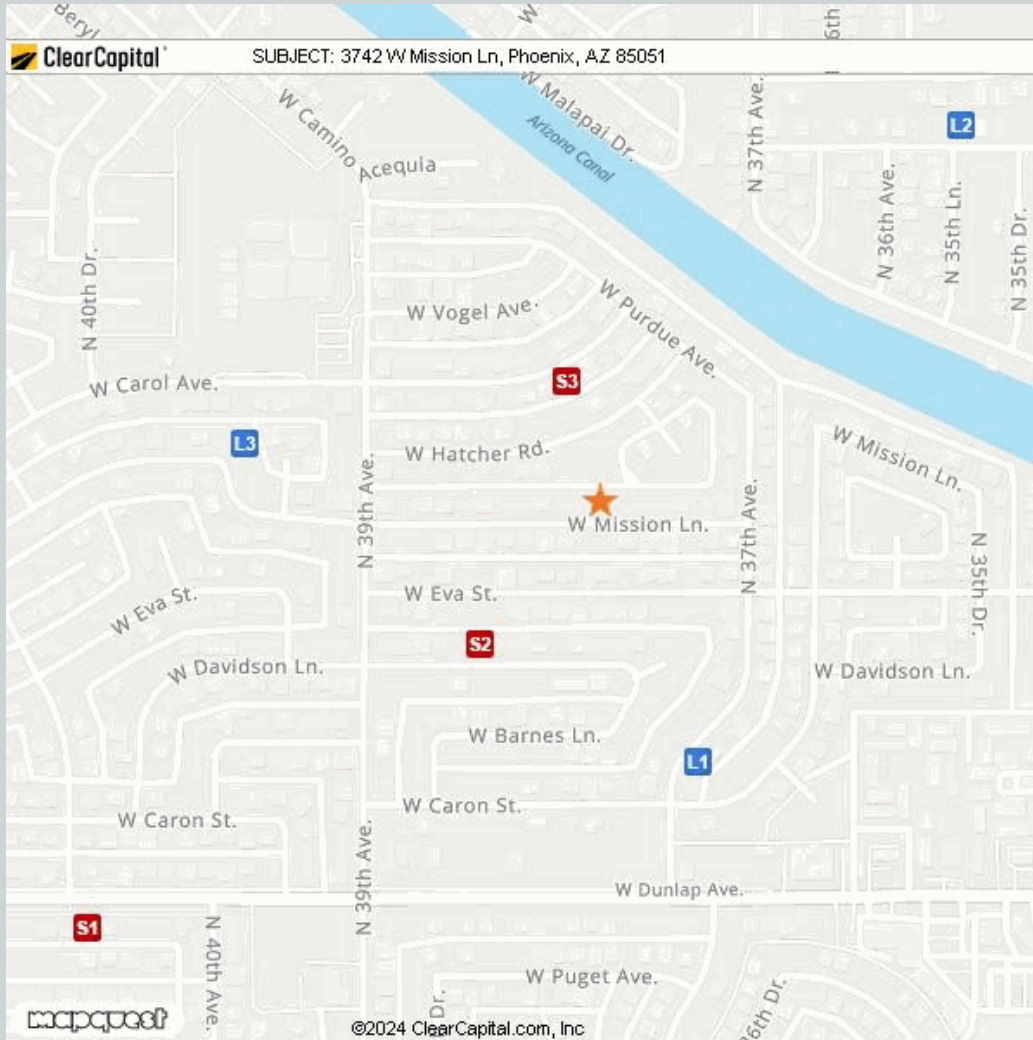 Beryl
W
6th
ClearCapital
SUBJECT: 3742 W Mission Ln, Phoenix, AZ 85051
W Camino
Acequia
W Malapai Dr.
Arizona Canal
N 37th Ave.
L2
N 36th Ave.
N 35th Ln.
N 35th Dr.
N 40th Dr.
W Vogel Ave.
W Purdue Ave.
W Carol Ave.
S3
L3
W Hatcher Rd.
W Mission Ln.
N 39th Ave.
W Mission Ln.
N 37th Ave.
N 35th Dr.
W Eva St.
W Eva St.
S2
W Davidson Ln.
W Davidson Ln.
W Barnes Ln.
L1
W Caron St.
W Caron St.
N 39th Ave.
W Dunlap Ave.
S1
N 40th Ave.
W Puget Ave.
Dr.
36th Dr.
mapquest
©2024 ClearCapital.com, Inc